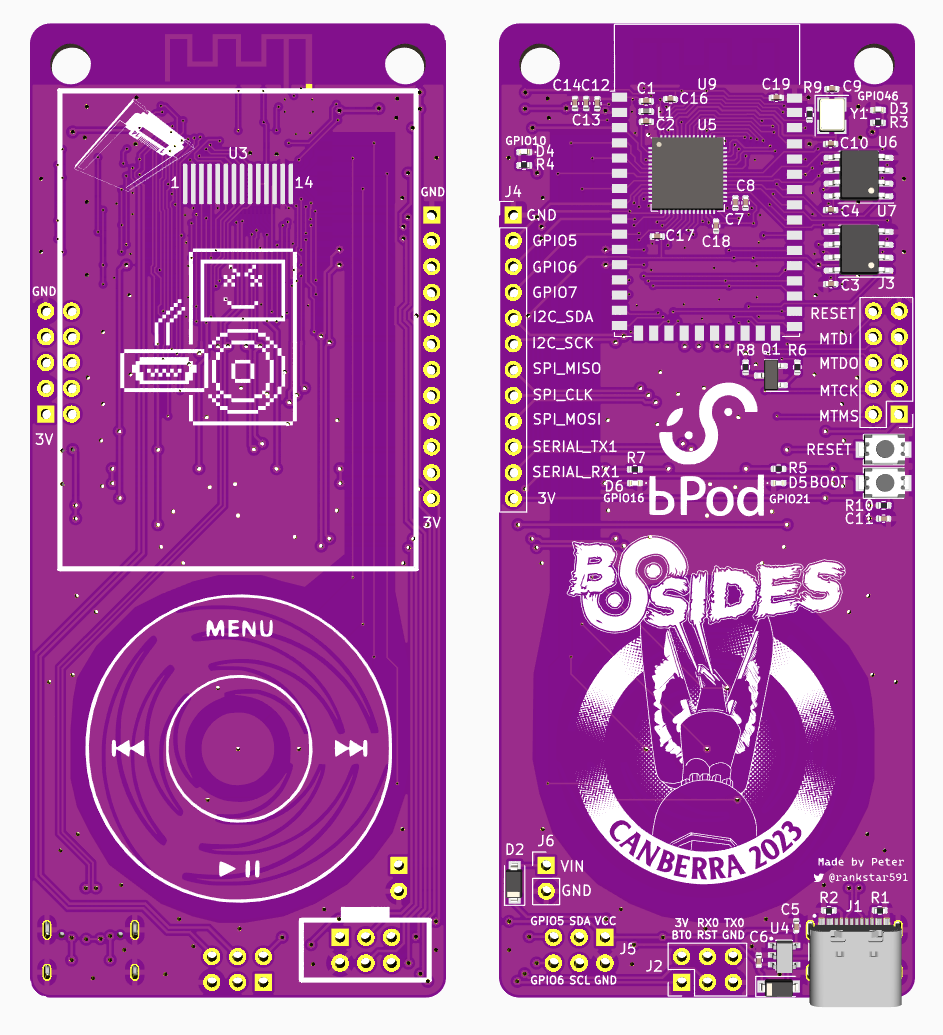 U3
1
14
GND
GND
3V
3V
MENU
C14
C12
C13
C1
U9
C16
L1
C2
U5
C19
R9
C9
GPIO46
D3
R3
Y1
GPIO10
D4
R4
C10
U6
J4
C8
C7
C4
U7
C17
C18
C3
J3
GND
GPIO5
GPIO6
GPIO7
I2C_SDA
I2C_SCK
SPI_MISO
SPI_CLK
SPI_MOSI
SERIAL_TX1
SERIAL_RX1
3V
RESET
MTDI
MTDO
MTCK
MTMS
R8
Q1
R6
RESET
BOOT
R7
D6
GPIO16
R5
D5
GPIO21
bPod
R10
C11
BSIDES
CANBERRA 2023
Made by Peter
@rankstar591
D2
J6
VIN
GND
R2
J1
R1
C5
U4
C6
GPIO5 SDA VCC
J5
GPIO6 SCL GND
3V RX0 TX0
BT0 RST GND
J2